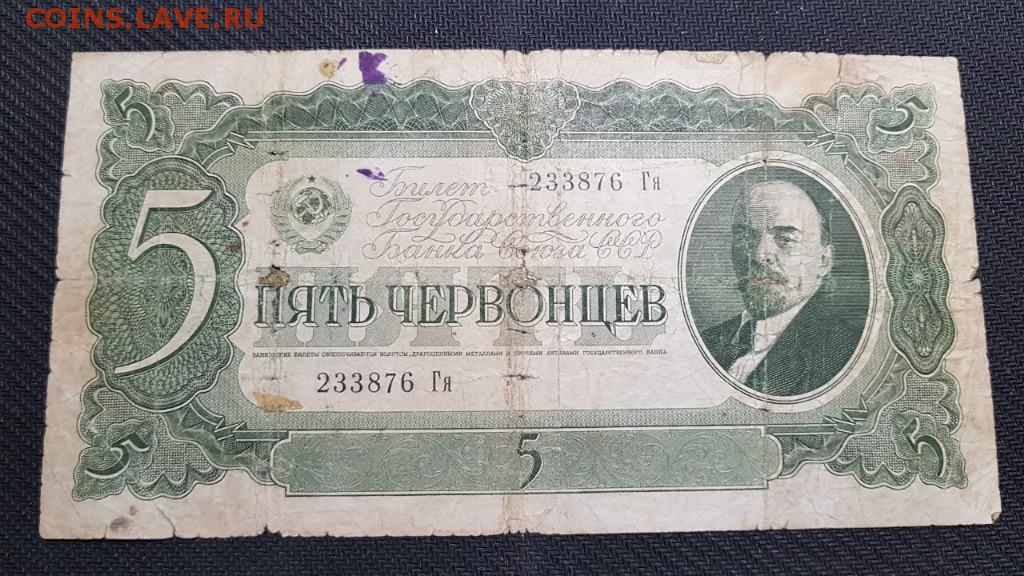 COINS.LAVE.RU
5 5
Билет 233876 Гя
Государственного
Банка Союза ССР
5
ПЯТЬ
ПЯТЬ ЧЕРВОНЦЕВ
БАНКОВСКИЕ БИЛЕТЫ ОБЕСПЕЧИВАЮТСЯ ЗОЛОТОМ, ДРАГОЦЕННЫМИ МЕТАЛЛАМИ И ПРОЧИМИ АКТИВАМИ ГОСУДАРСТВЕННОГО БАНКА
233876 Гя
5 5 5